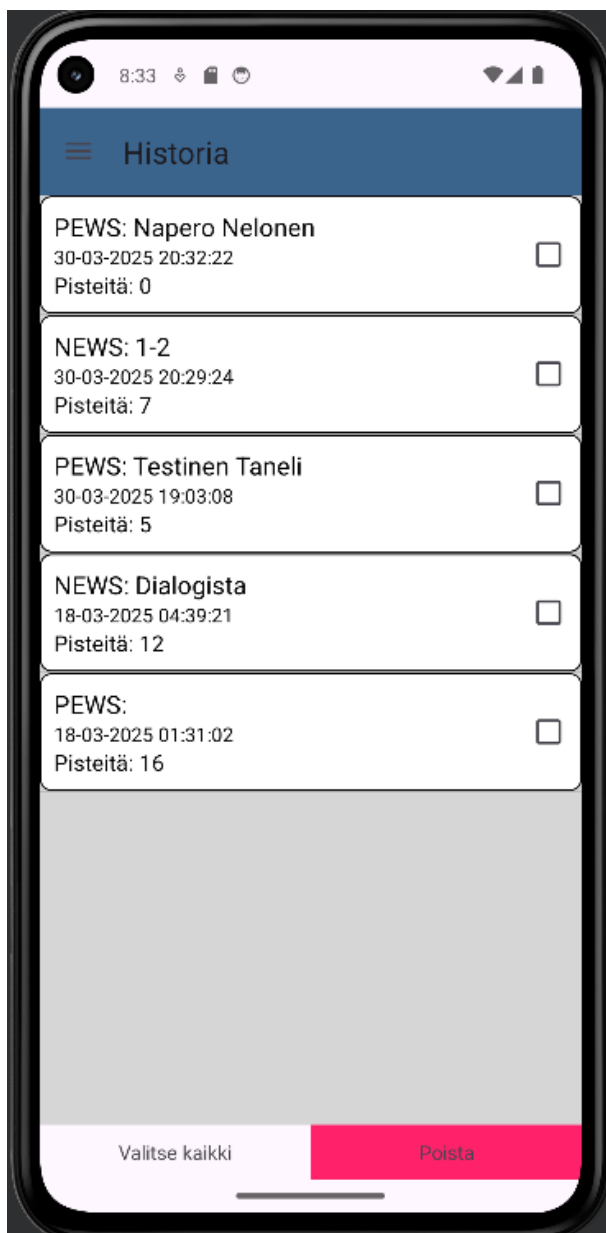 8:33
Historia
PEWS: Napero Nelonen
30-03-2025 20:32:22
Pisteitä: 0
NEWS: 1-2
30-03-2025 20:29:24
Pisteitä: 7
PEWS: Testinen Taneli
30-03-2025 19:03:08
Pisteitä: 5
NEWS: Dialogista
18-03-2025 04:39:21
Pisteitä: 12
PEWS:
18-03-2025 01:31:02
Pisteitä: 16
Valitse kaikki
Poista